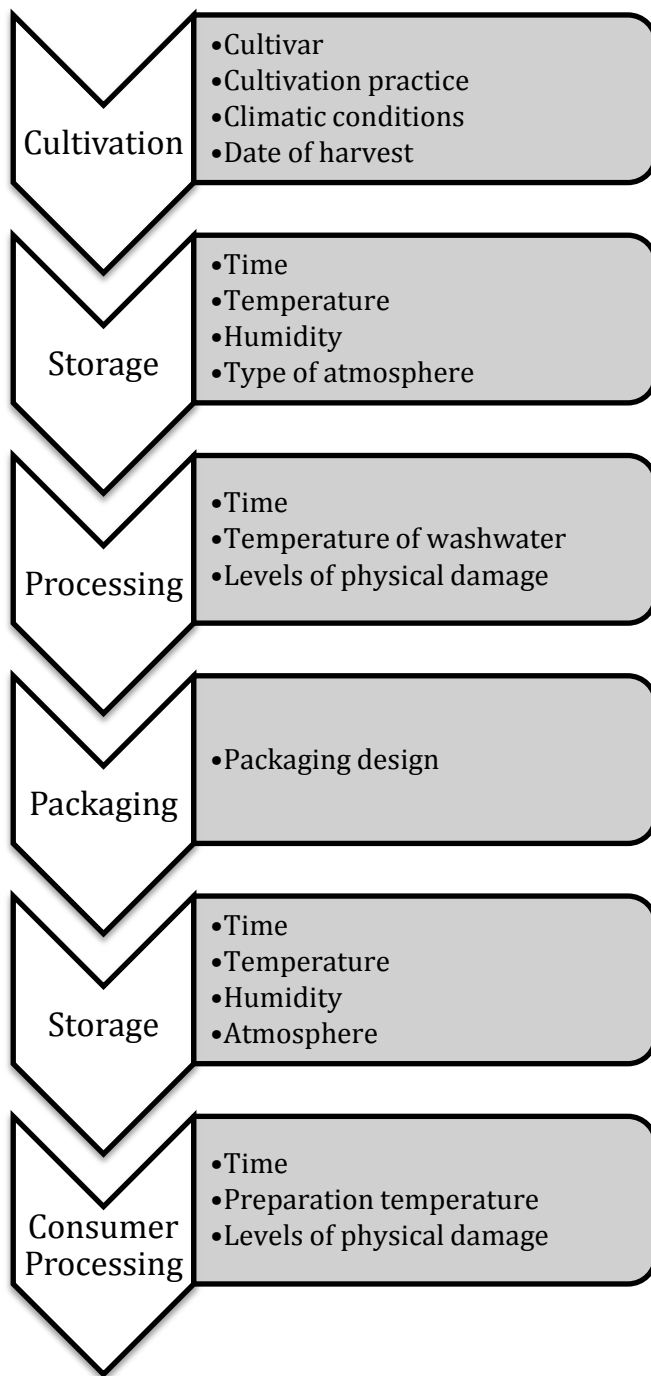 Cultivation
•Cultivar
•Cultivation practice
•Climatic conditions
•Date of harvest
Storage
•Time
•Temperature
•Humidity
•Type of atmosphere
Processing
•Time
•Temperature of washwater
•Levels of physical damage
Packaging
•Packaging design
Storage
•Time
•Temperature
•Humidity
•Atmosphere
Consumer
Processing
•Time
•Preparation temperature
•Levels of physical damage